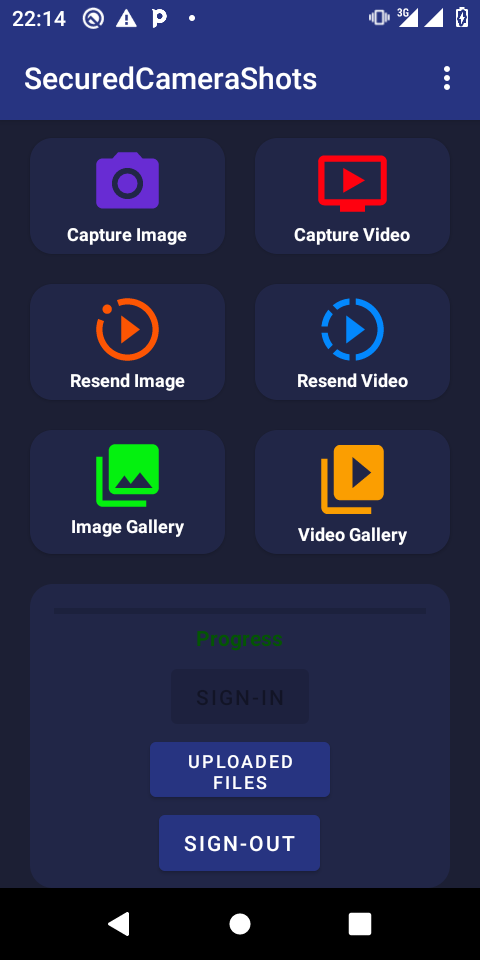 22:14
3G
SecuredCameraShots
Capture Image
Capture Video
Resend Image
Resend Video
Image Gallery
Video Gallery
Progress
SIGN-IN
UPLOADED
FILES
SIGN-OUT